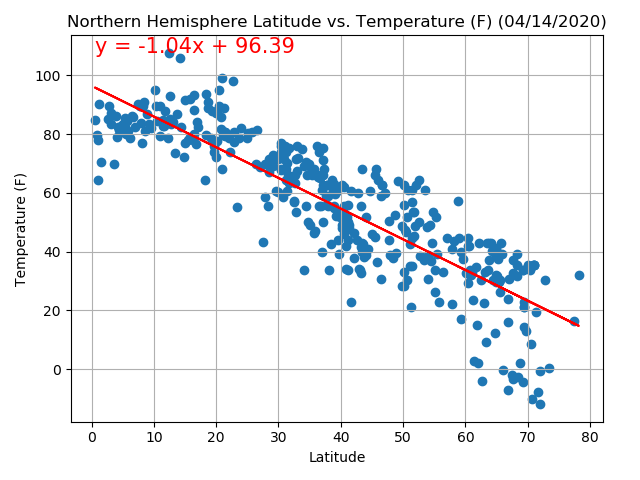 Northern Hemisphere Latitude vs. Temperature (F) (04/14/2020)
y = -1.04x + 96.39
100
80
60
40
20
0
Temperature (F)
0 10 20 30 40 50 60 70 80
Latitude